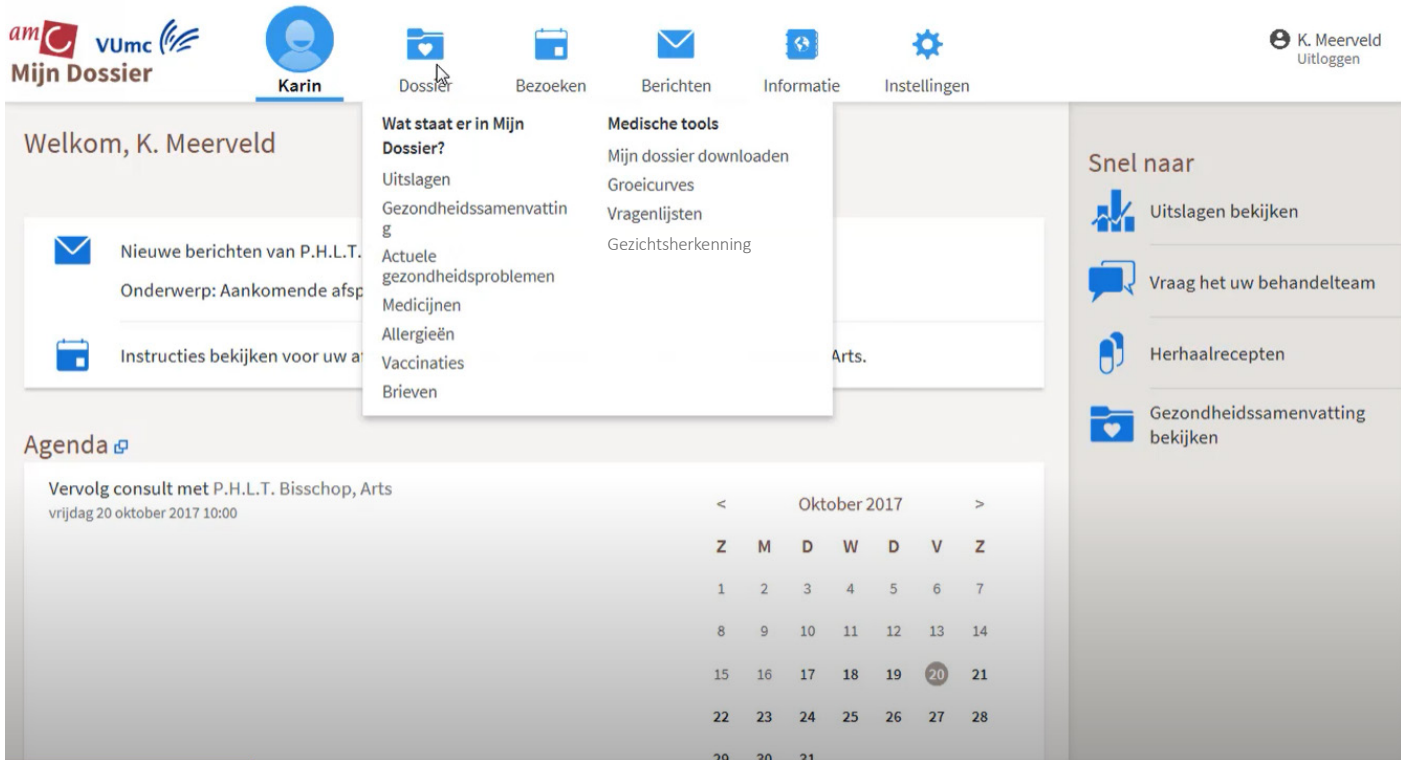 amC VUmc
Mijn Dossier
Karin
Dossier
Bezoeken
Berichten
Informatie
Instellingen
K. Meerveld
Uitloggen
Welkom, K. Meerveld
Wat staat er in Mijn
Dossier?
Uitslagen
Gezondheidssamenvattin
g
Actuele
gezondheidsproblemen
Medicijnen
Allergieën
Vaccinaties
Brieven
Medische tools
Mijn dossier downloaden
Groeicurves
Vragenlijsten
Gezichtsherkenning
Nieuwe berichten van P.H.L.T.
Onderwerp: Aankomende afsp
Instructies bekijken voor uw a
Arts.
Snel naar
Uitslagen bekijken
Vraag het uw behandelteam
Herhaalrecepten
Gezondheidssamenvatting
bekijken
Agenda
Vervolg consult met P.H.L.T. Bisschop, Arts
vrijdag 20 oktober 2017 10:00
< Oktober 2017 >
Z M D W D V Z
1 2 3 4 5 6 7
8 9 10 11 12 13 14
15 16 17 18 19 20 21
22 23 24 25 26 27 28
29 30 31